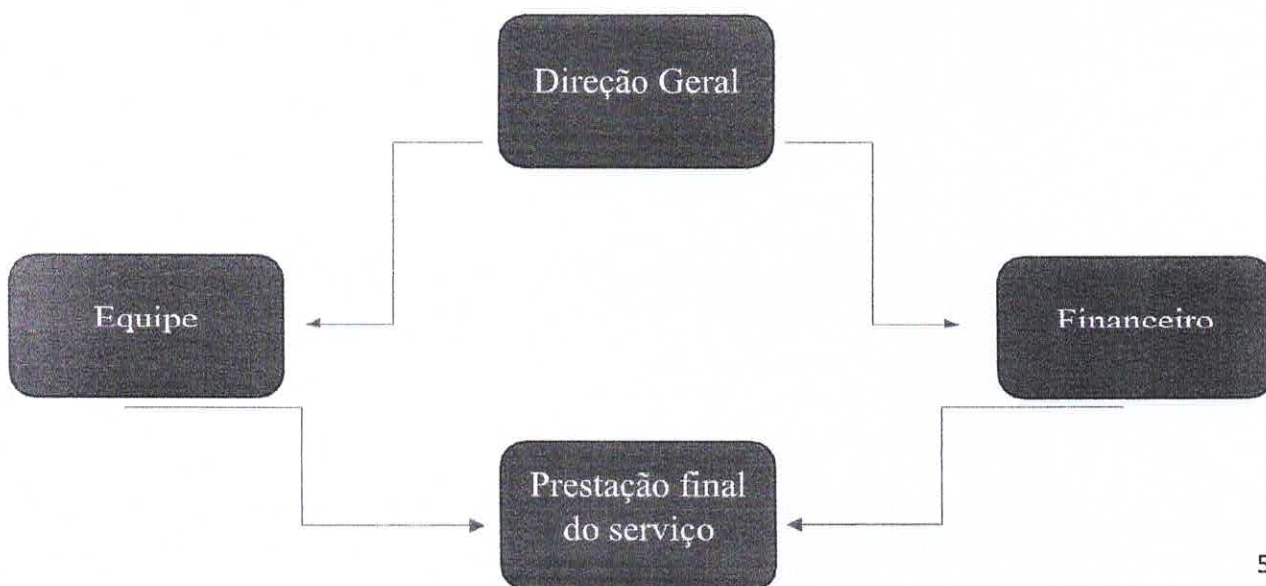 Direção Geral
Equipe
Financeiro
Prestação final
do serviço
5